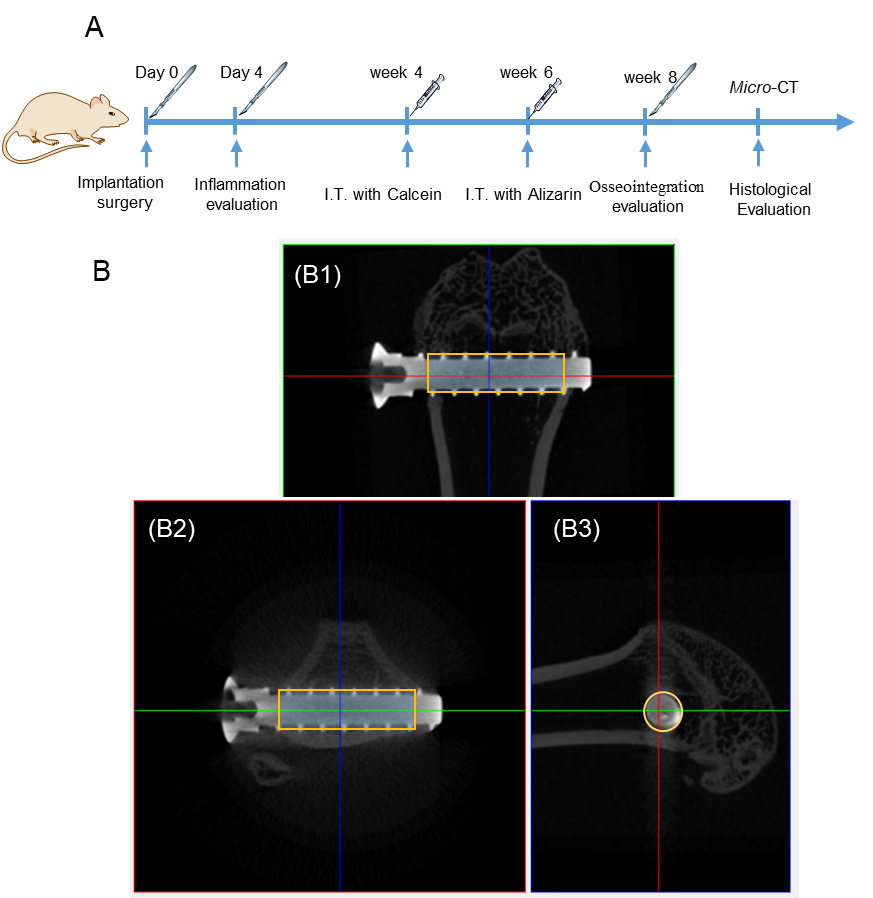 A
Day 0
Day 4
week 4
week 6
week 8
Micro-CT
Implantation
surgery
Inflammation
evaluation
I.T. with Calcein
I.T. with Alizarin
Osseointegration
evaluation
Histological
Evaluation
B
(B1)
(B2)
(B3)